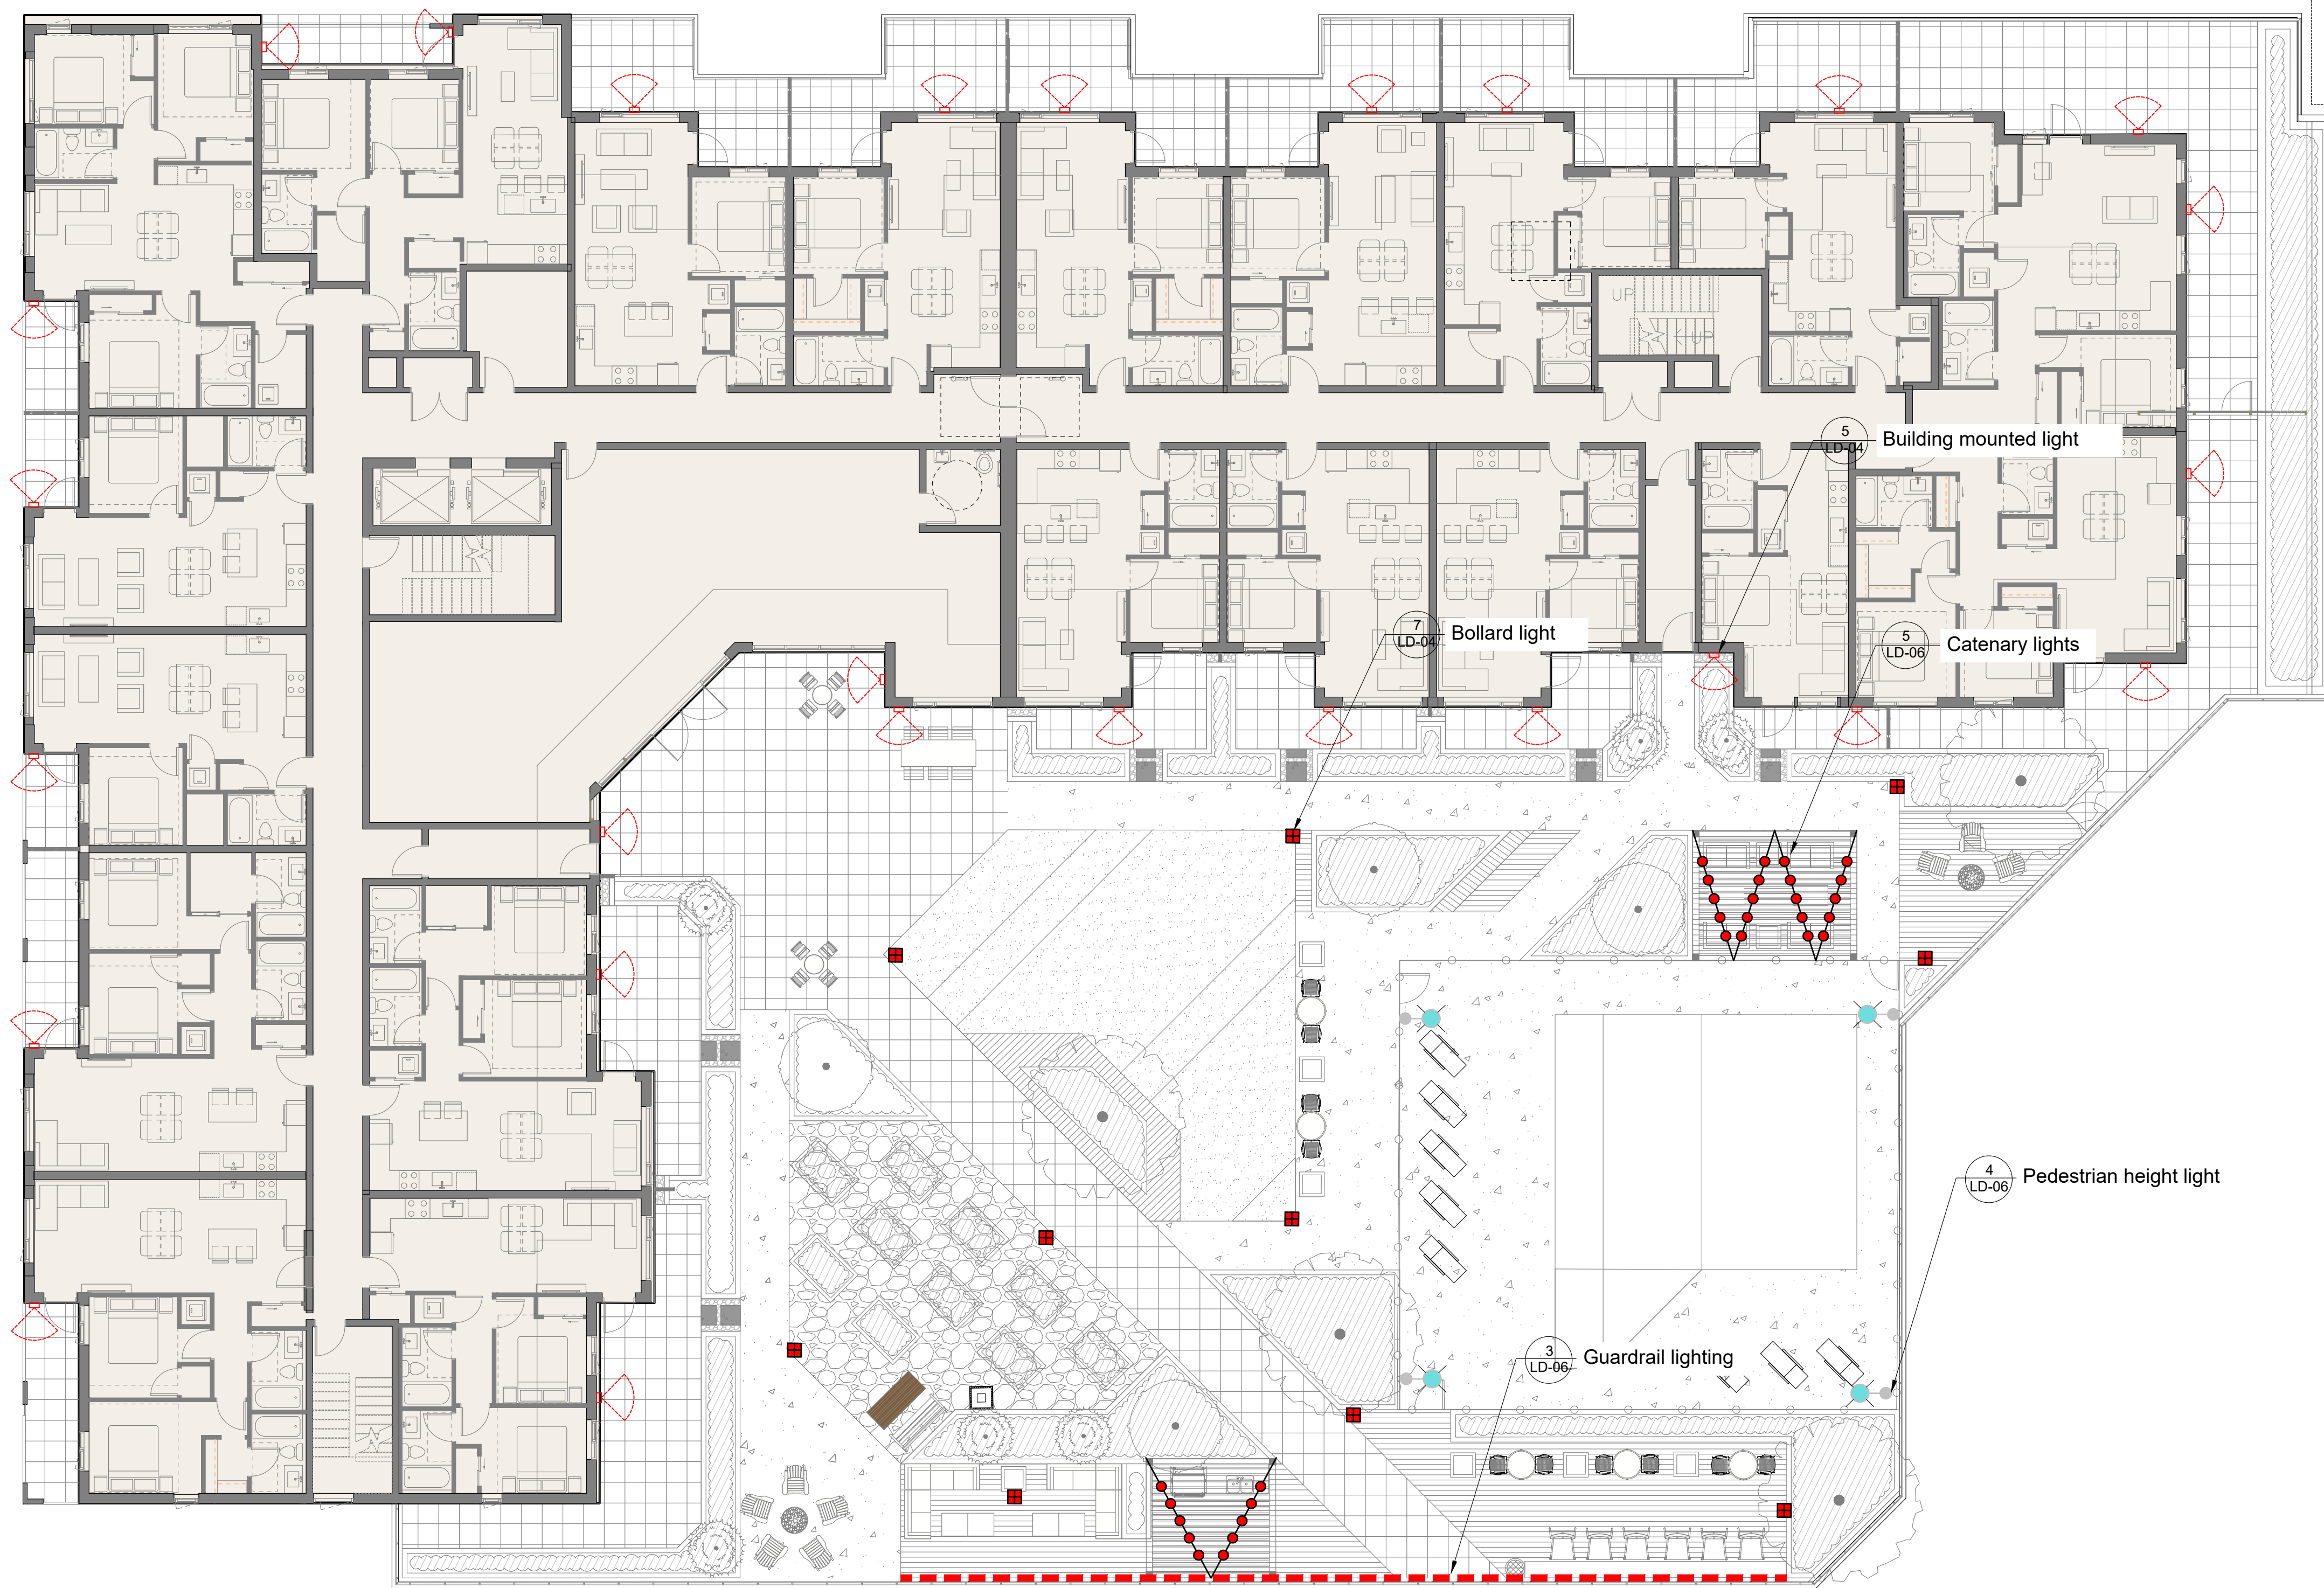 UP
UP
5
LD-04
Building mounted light
7
LD-04
Bollard light
5
LD-06
Catenary lights
4
LD-06
Pedestrian height light
3
LD-06
Guardrail lighting